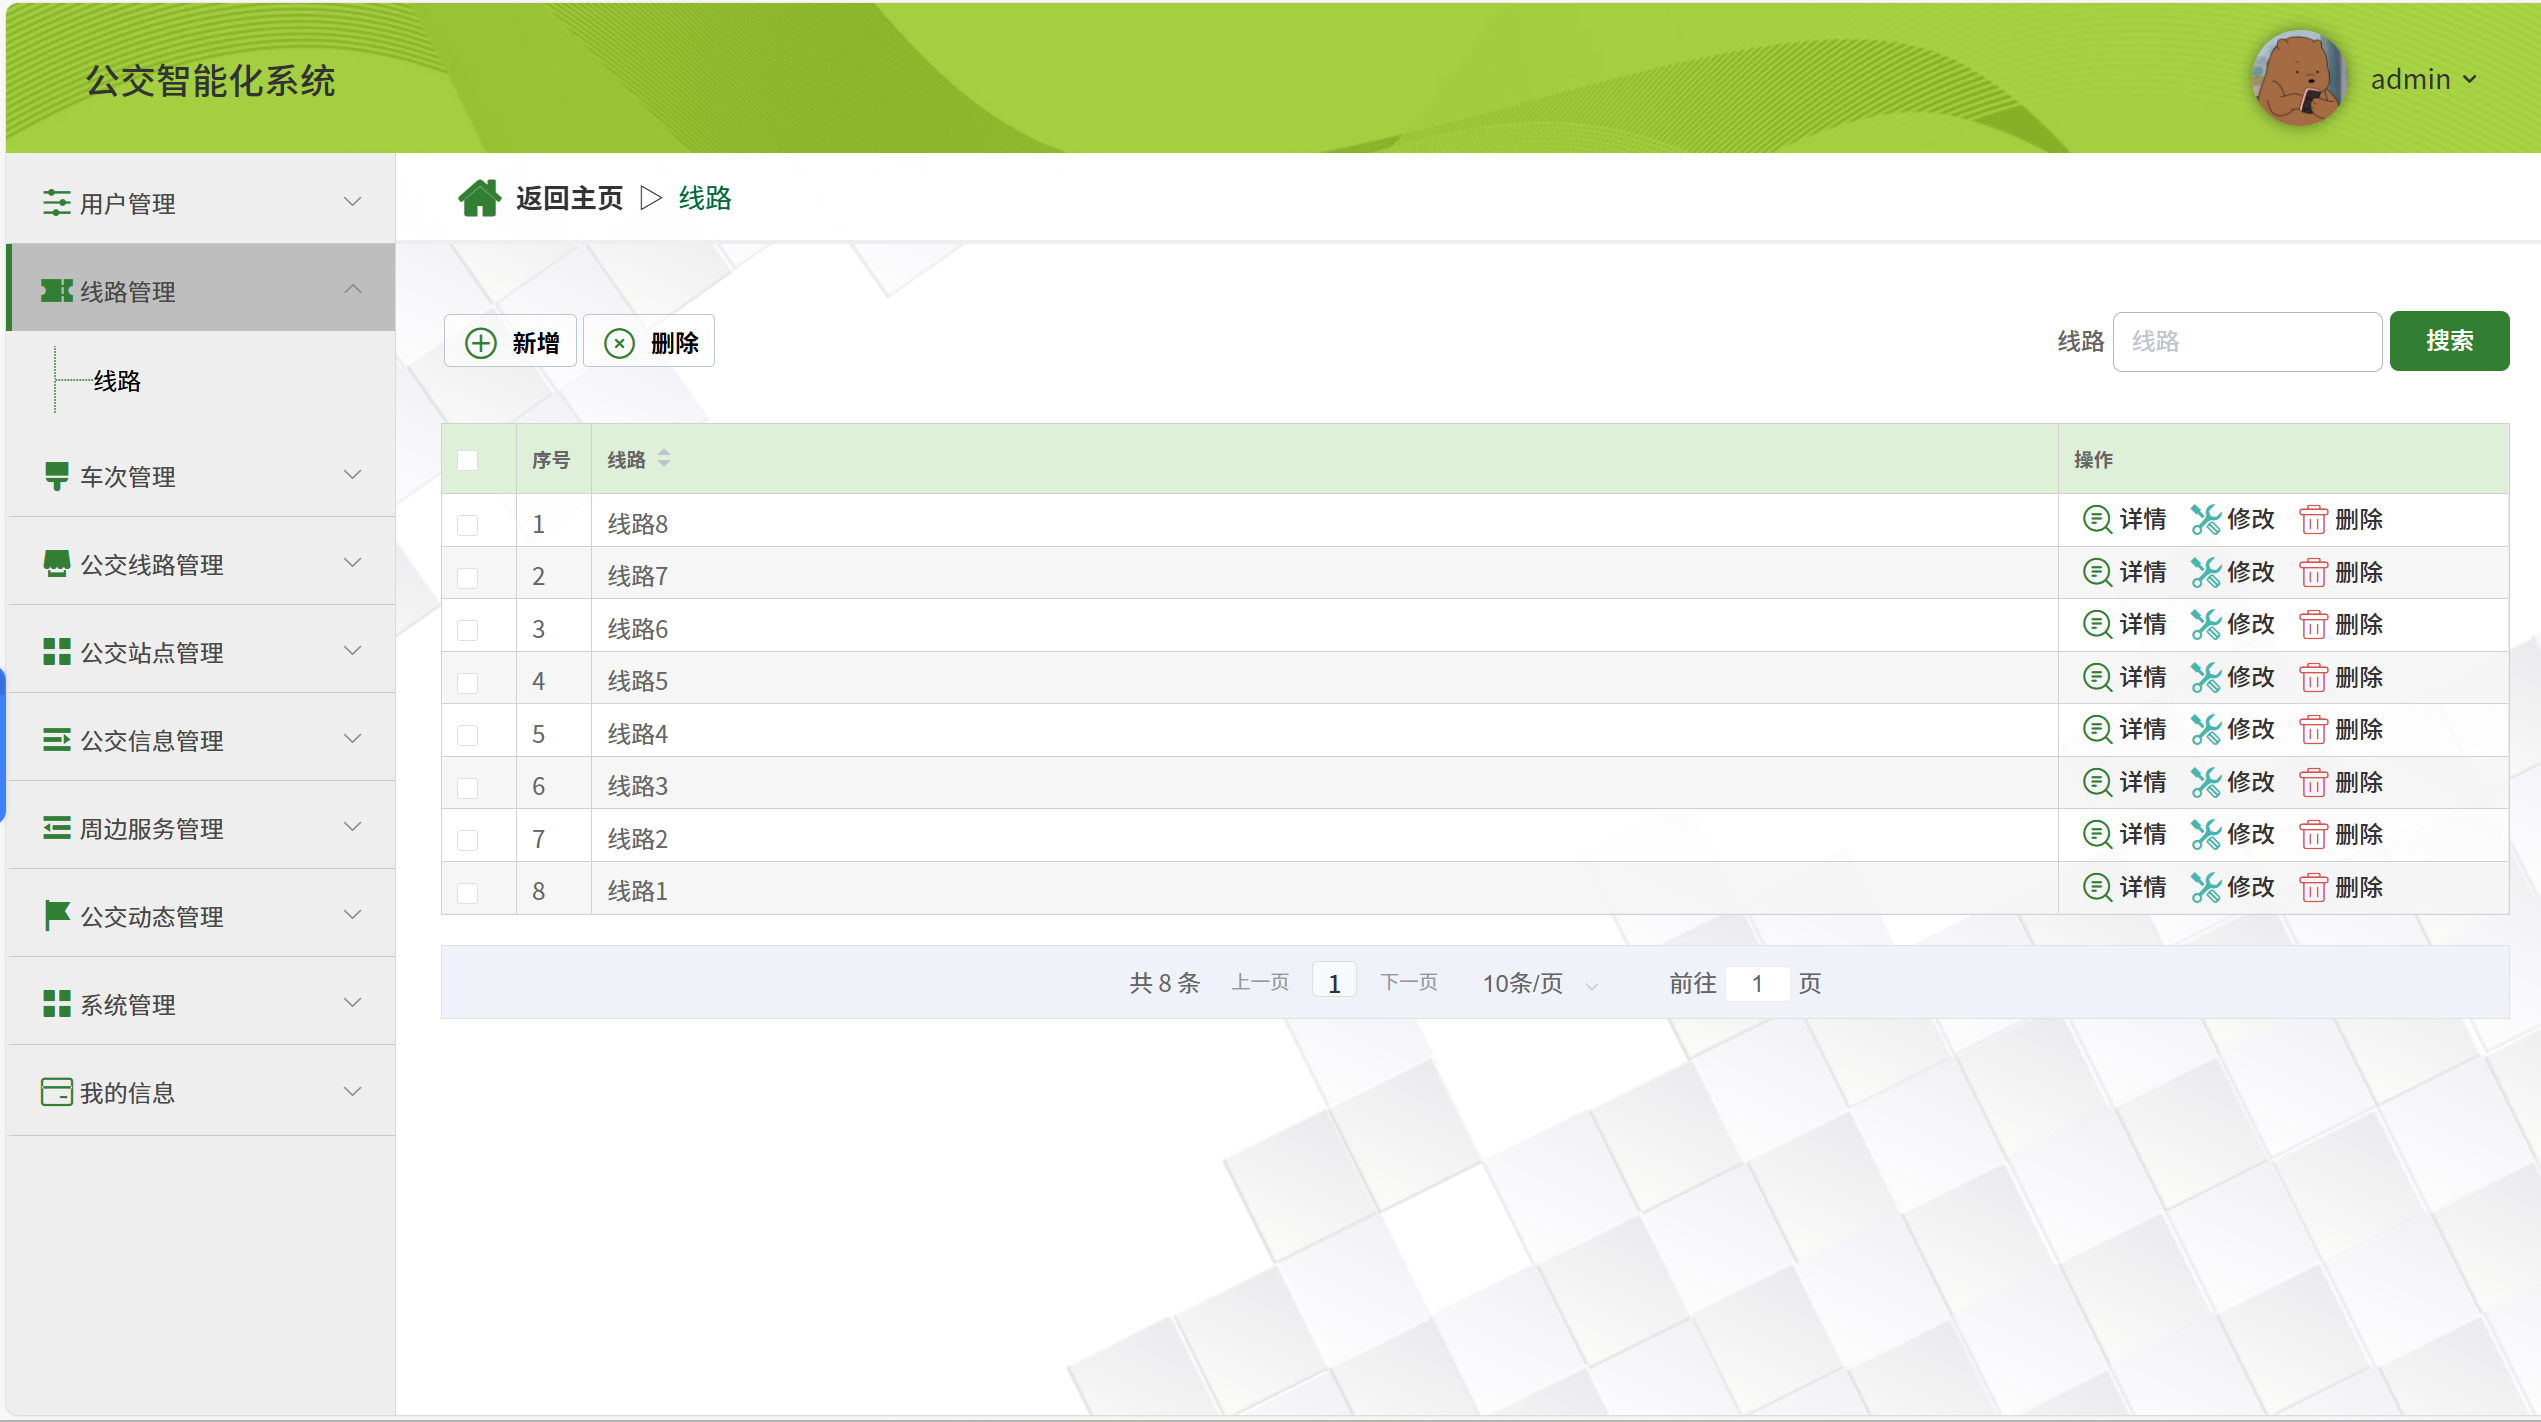 公交智能化系统
admin
用户管理
线路管理
线路
车次管理
公交线路管理
公交站点管理
公交信息管理
周边服务管理
公交动态管理
系统管理
我的信息
返回主页 线路
新增 删除
线路 线路 搜索
序号 线路 操作
1 线路8 详情 修改 删除
2 线路7 详情 修改 删除
3 线路6 详情 修改 删除
4 线路5 详情 修改 删除
5 线路4 详情 修改 删除
6 线路3 详情 修改 删除
7 线路2 详情 修改 删除
8 线路1 详情 修改 删除
共 8 条 上一页 1 下一页 10条/页 前往 1 页